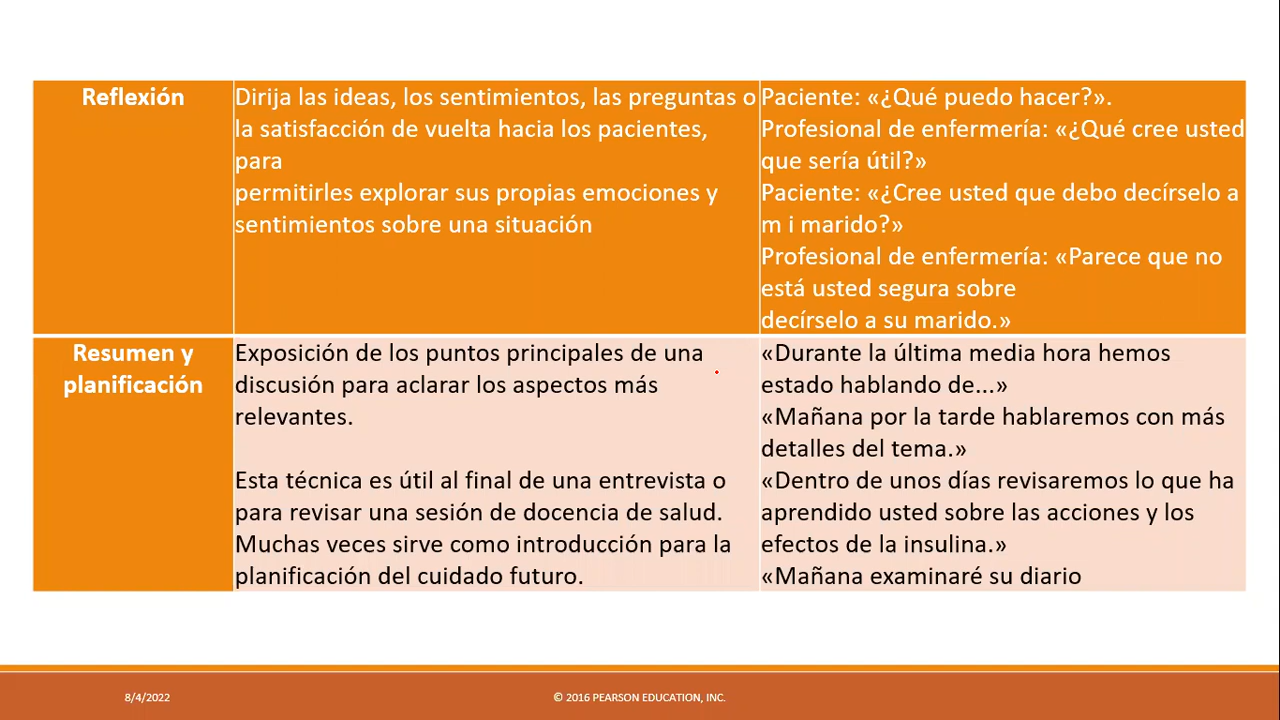 Reflexión
Dirija las ideas, los sentimientos, las preguntas o
la satisfacción de vuelta hacia los pacientes,
para
permitirles explorar sus propias emociones y
sentimientos sobre una situación
Paciente: «¿Qué puedo hacer?».
Profesional de enfermería: «¿Qué cree usted
que sería útil?»
Paciente: «¿Cree usted que debo decírselo a
m i marido?»
Profesional de enfermería: «Parece que no
está usted segura sobre
decírselo a su marido.»
Resumen y
planificación
Exposición de los puntos principales de una
discusión para aclarar los aspectos más
relevantes.
Esta técnica es útil al final de una entrevista o
para revisar una sesión de docencia de salud.
Muchas veces sirve como introducción para la
planificación del cuidado futuro.
«Durante la última media hora hemos
estado hablando de...»
«Mañana por la tarde hablaremos con más
detalles del tema.»
«Dentro de unos días revisaremos lo que ha
aprendido usted sobre las acciones y los
efectos de la insulina.»
«Mañana examinaré su diario
8/4/2022
© 2016 PEARSON EDUCATION, INC.